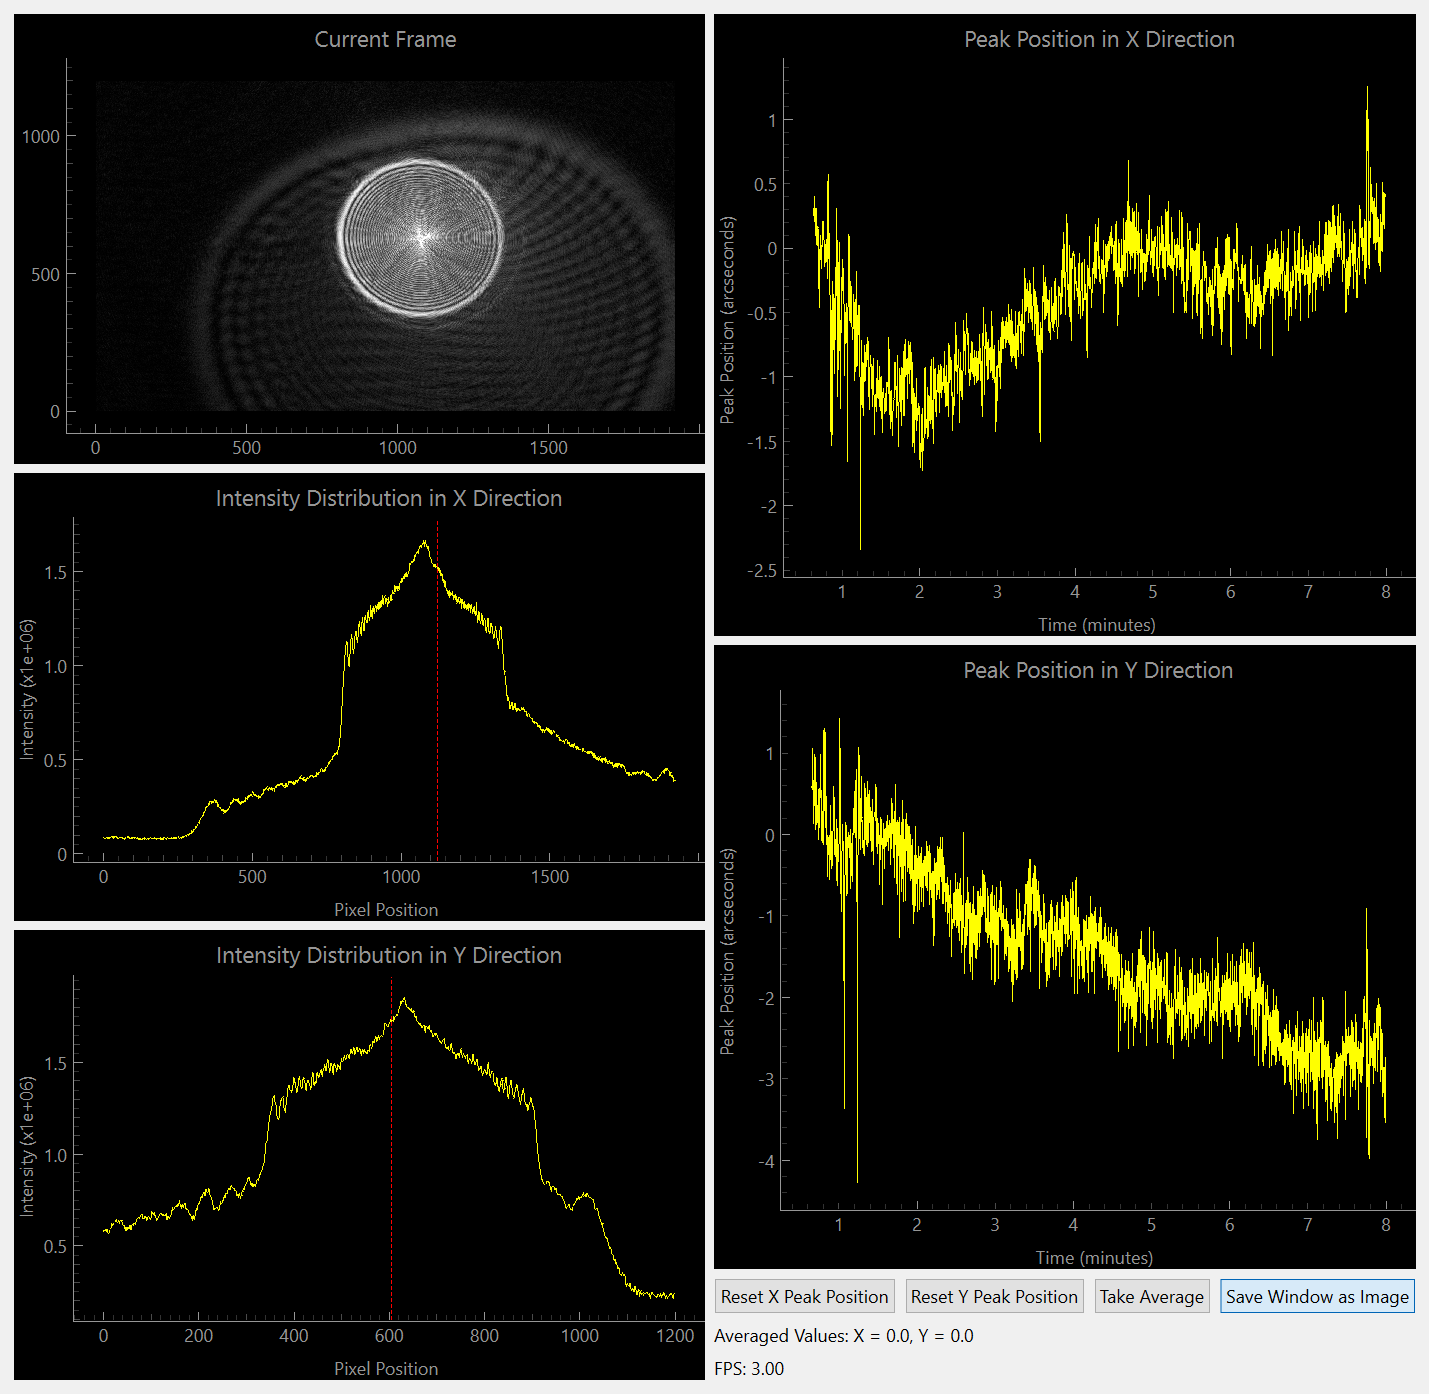 Current Frame
1000
500
0
0
500
1000
1500
Intensity Distribution in X Direction
Intensity (x1e+06)
1.5
1.0
0.5
0
0
500
1000
1500
Pixel Position
Intensity Distribution in Y Direction
Intensity (x1e+06)
1.5
1.0
0.5
0
200
400
600
800
1000
1200
Pixel Position
Peak Position in X Direction
Peak Position (arcseconds)
1
0.5
0
-0.5
-1
-1.5
-2
-2.5
1
2
3
4
5
6
7
8
Time (minutes)
Peak Position in Y Direction
Peak Position (arcseconds)
1
0
-1
-2
-3
-4
1
2
3
4
5
6
7
8
Time (minutes)
Reset X Peak Position
Reset Y Peak Position
Take Average
Save Window as Image
Averaged Values: X = 0.0, Y = 0.0
FPS: 3.00